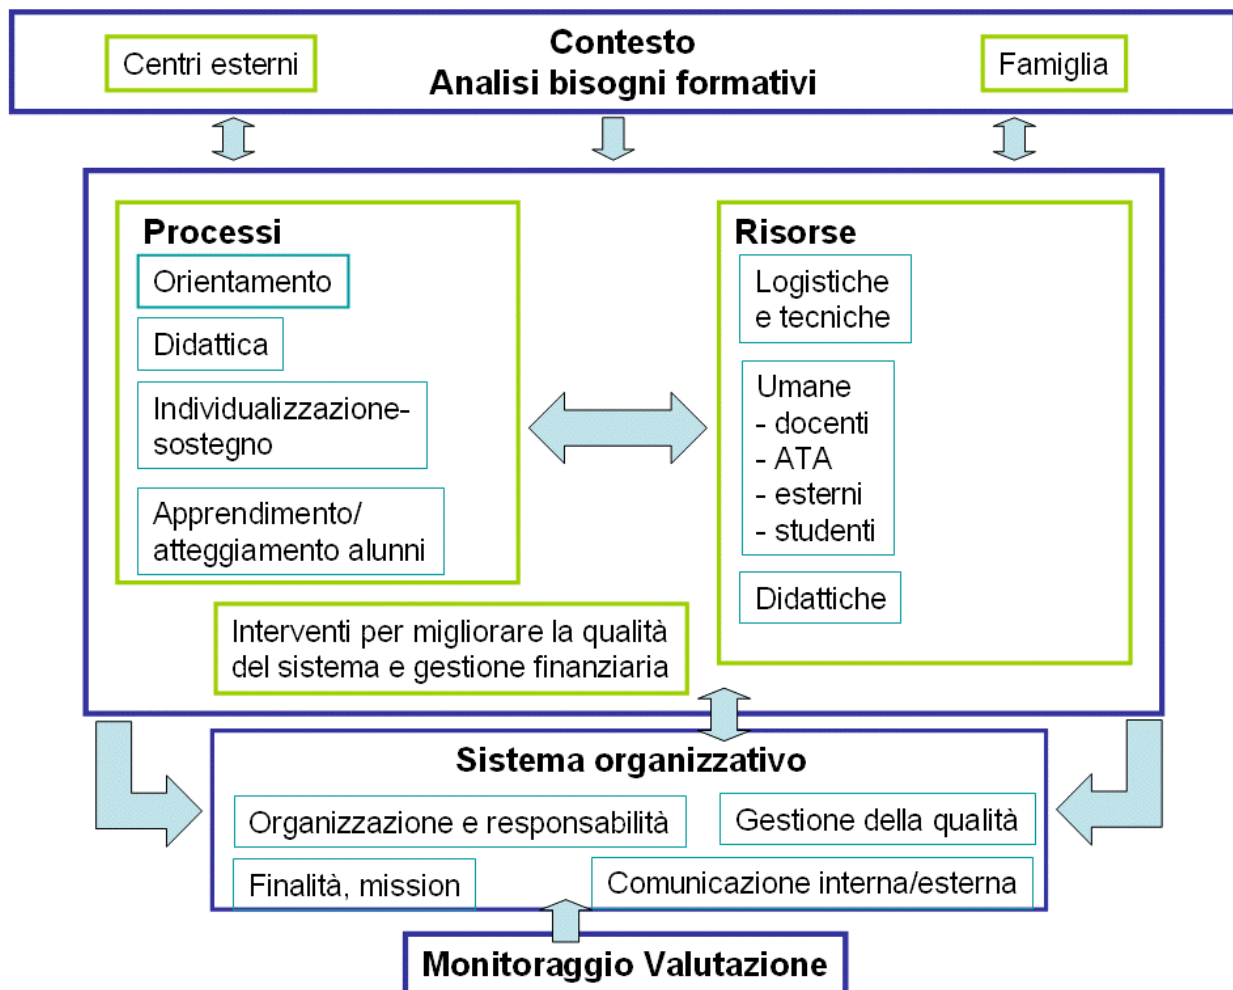 Contesto
Analisi bisogni formativi
Centri esterni
Famiglia
Processi
Orientamento
Didattica
Individualizzazione-
sostegno
Apprendimento/
atteggiamento alunni
Risorse
Logistiche
e tecniche
Umane
- docenti
- ATA
- esterni
- studenti
Didattiche
Interventi per migliorare la qualità
del sistema e gestione finanziaria
Sistema organizzativo
Organizzazione e responsabilità
Gestione della qualità
Finalità, mission
Comunicazione interna/esterna
Monitoraggio Valutazione